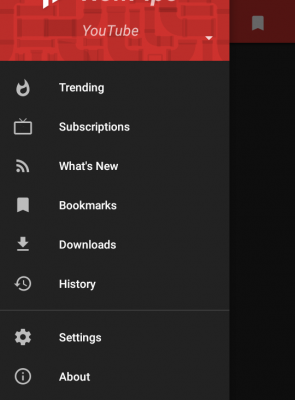 YouTube
Trending
Subscriptions
What's New
Bookmarks
Downloads
History
Settings
About